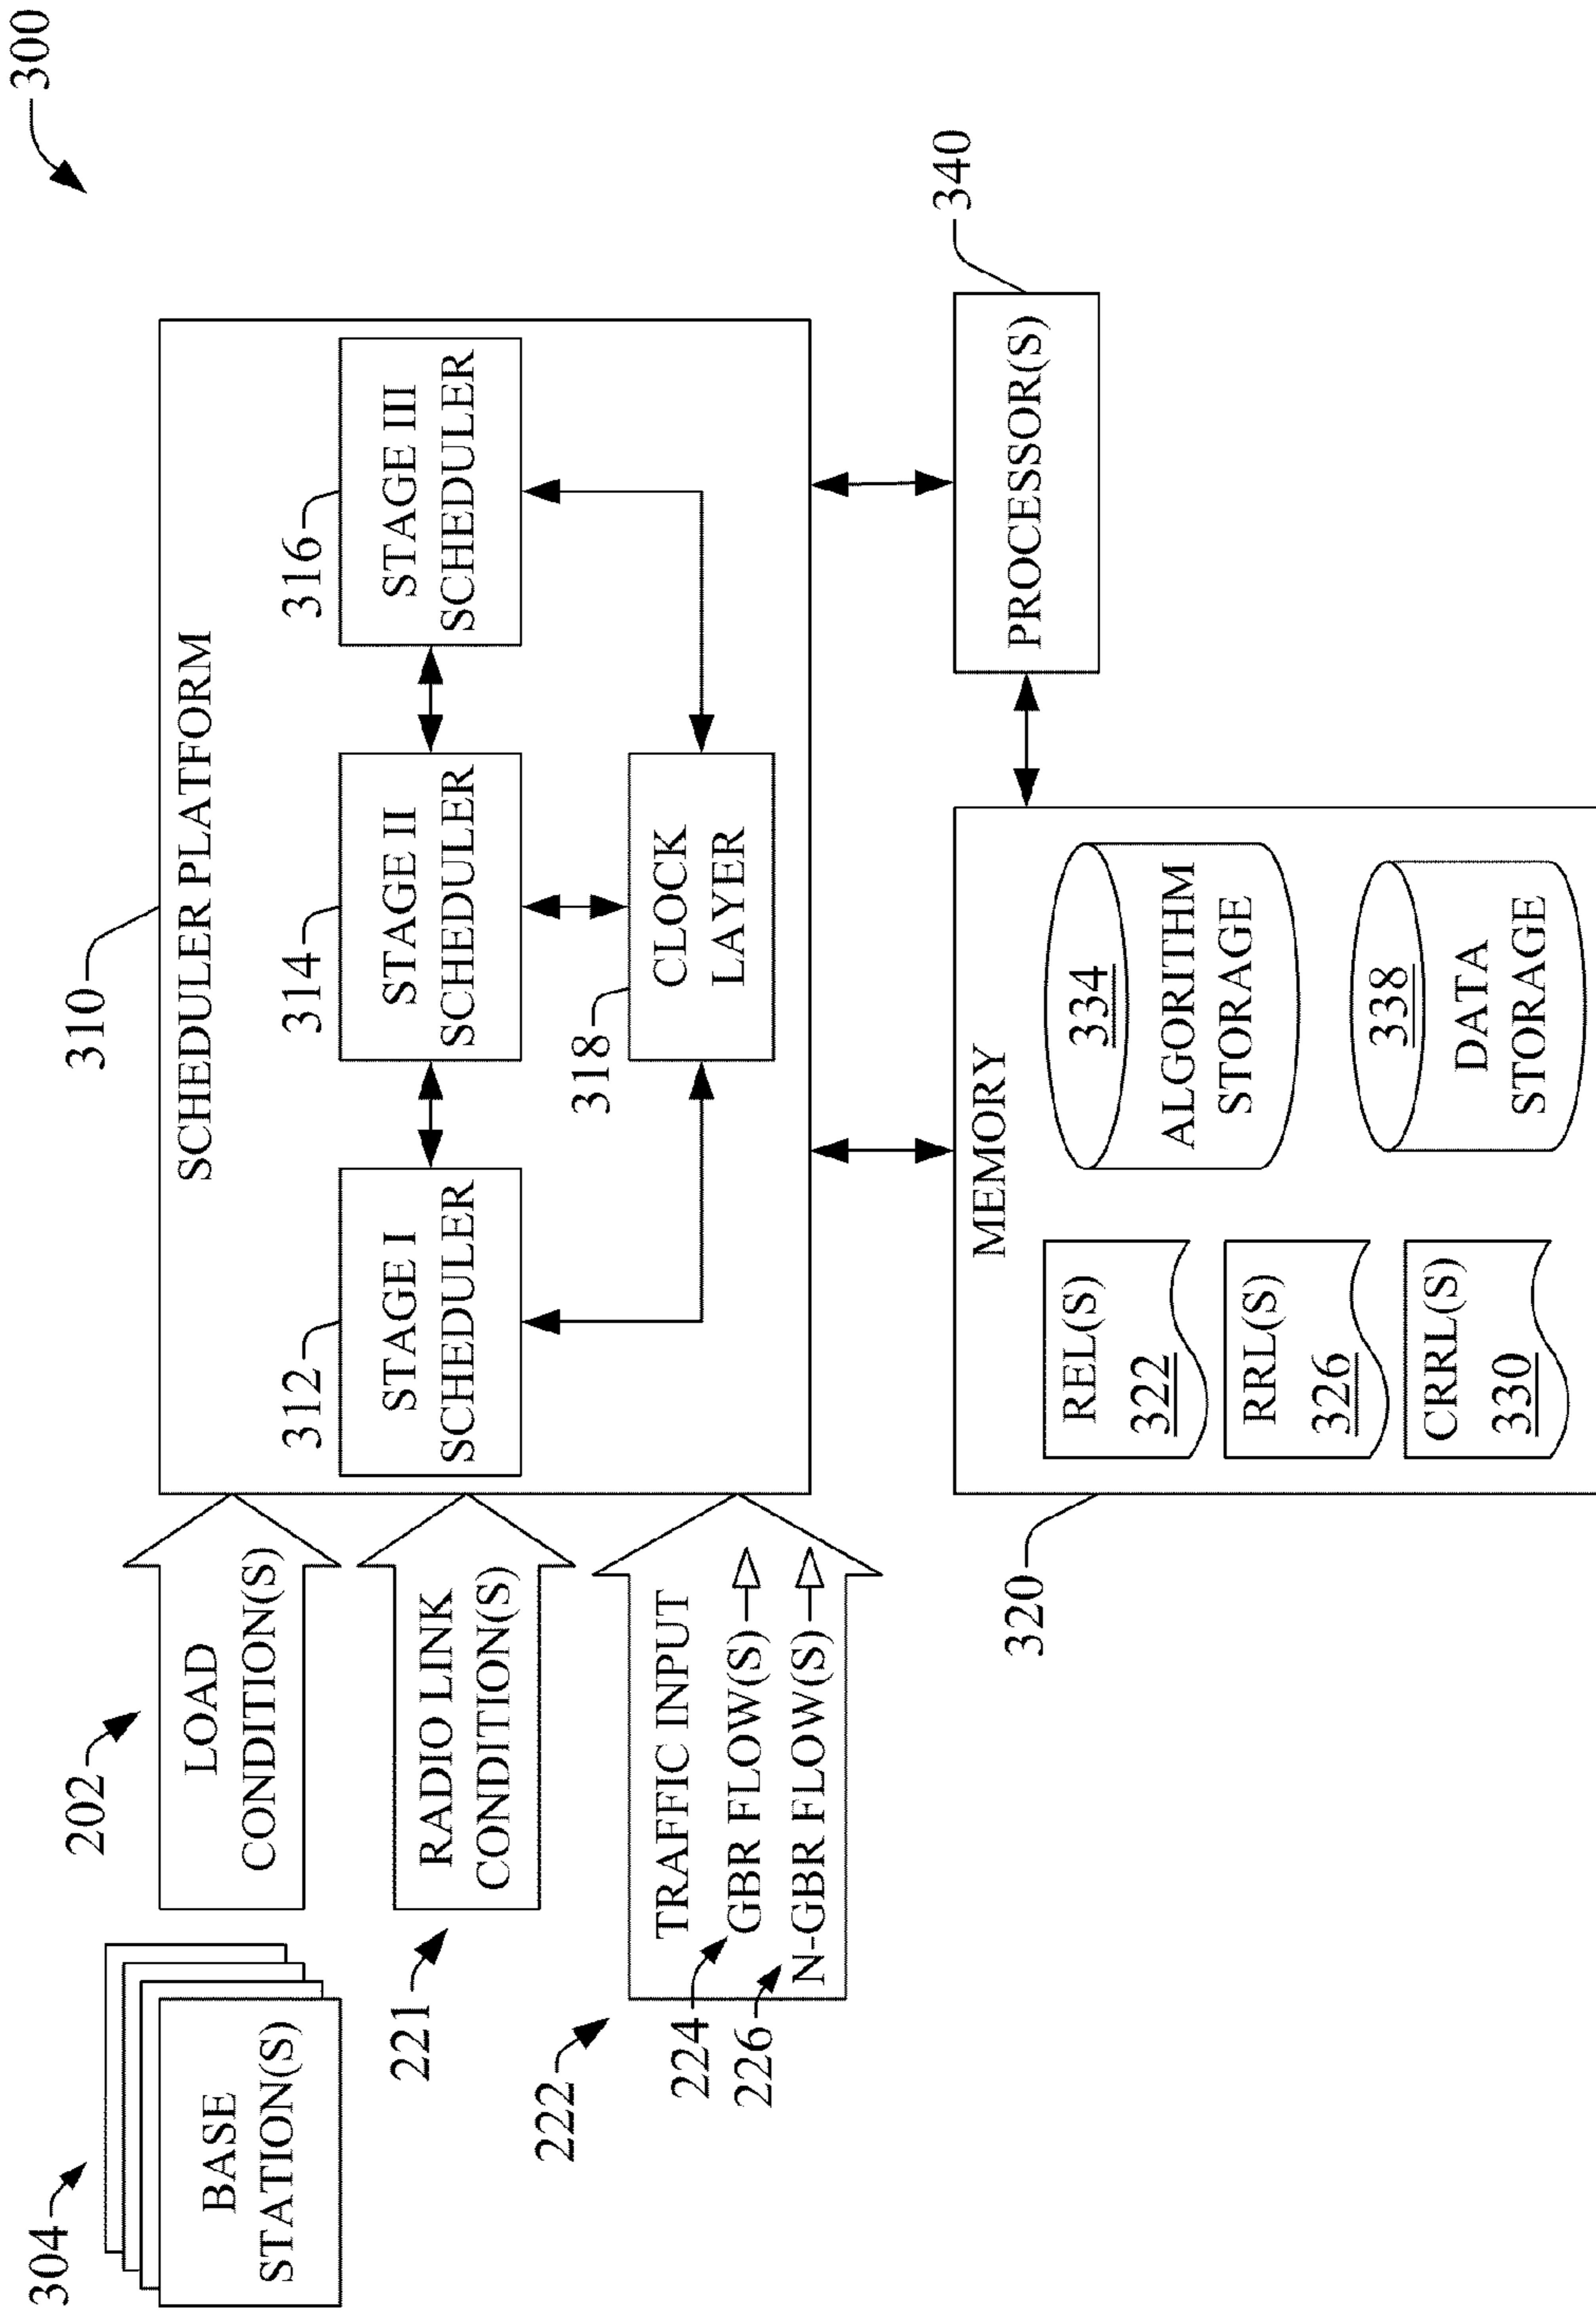 300
304
BASE
STATION(S)
202
LOAD
CONDITION(S)
221
RADIO LINK
CONDITION(S)
222
TRAFFIC INPUT
224
GBR FLOW(S)
226
N-GBR FLOW(S)
310
SCHEDULER PLATFORM
312
STAGE I
SCHEDULER
314
STAGE II
SCHEDULER
316
STAGE III
SCHEDULER
318
CLOCK
LAYER
320
MEMORY
REL(S)
322
RRL(S)
326
CRRL(S)
330
334
ALGORITHM
STORAGE
338
DATA
STORAGE
340
PROCESSOR(S)